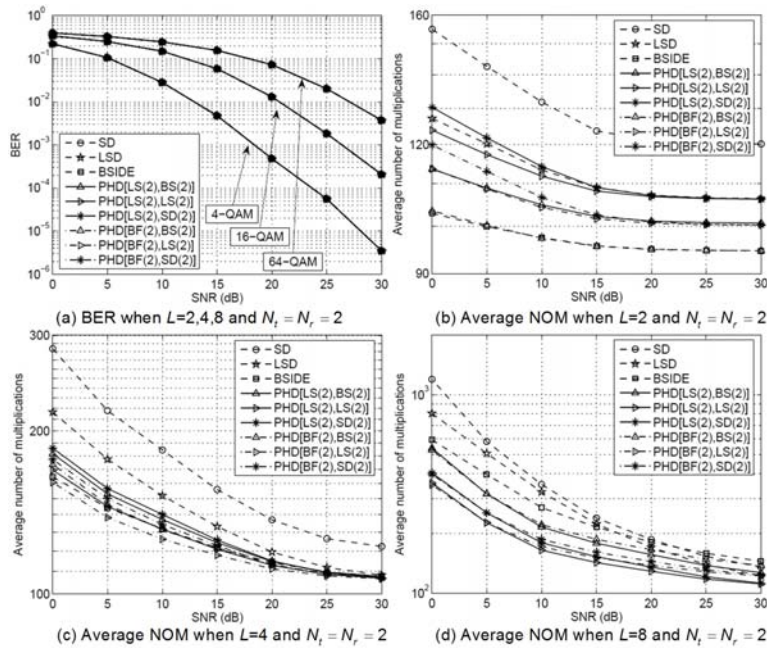 SD
LSD
BSIDE
PHD[LS(2),BS(2)]
PHD[LS(2),LS(2)]
PHD[LS(2),SD(2)]
PHD[BF(2),BS(2)]
PHD[BF(2),LS(2)]
PHD[BF(2),SD(2)]
4-QAM
16-QAM
64-QAM
BER
10^0
10^-1
10^-2
10^-3
10^-4
10^-5
10^-6
0 5 10 15 20 25 30
SNR (dB)
(a) BER when L=2,4,8 and N_t = N_r = 2
SD
LSD
BSIDE
PHD[LS(2),BS(2)]
PHD[LS(2),LS(2)]
PHD[LS(2),SD(2)]
PHD[BF(2),BS(2)]
PHD[BF(2),LS(2)]
PHD[BF(2),SD(2)]
Average number of multiplications
160
120
90
0 5 10 15 20 25 30
SNR (dB)
(b) Average NOM when L=2 and N_t = N_r = 2
SD
LSD
BSIDE
PHD[LS(2),BS(2)]
PHD[LS(2),LS(2)]
PHD[LS(2),SD(2)]
PHD[BF(2),BS(2)]
PHD[BF(2),LS(2)]
PHD[BF(2),SD(2)]
Average number of multiplications
300
200
100
0 5 10 15 20 25 30
SNR (dB)
(c) Average NOM when L=4 and N_t = N_r = 2
SD
LSD
BSIDE
PHD[LS(2),BS(2)]
PHD[LS(2),LS(2)]
PHD[LS(2),SD(2)]
PHD[BF(2),BS(2)]
PHD[BF(2),LS(2)]
PHD[BF(2),SD(2)]
Average number of multiplications
10^3
10^2
0 5 10 15 20 25 30
SNR (dB)
(d) Average NOM when L=8 and N_t = N_r = 2